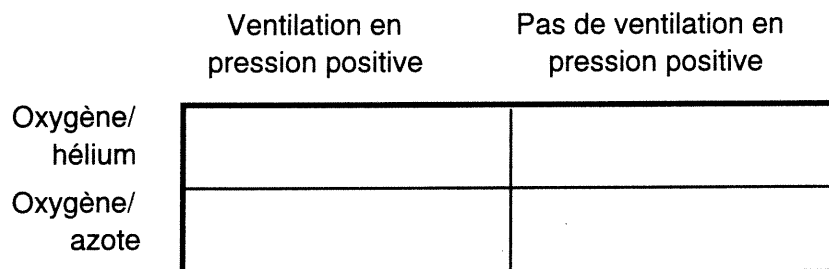 Ventilation en
pression positive
Pas de ventilation en
pression positive
Oxygène/
hélium
Oxygène/
azote